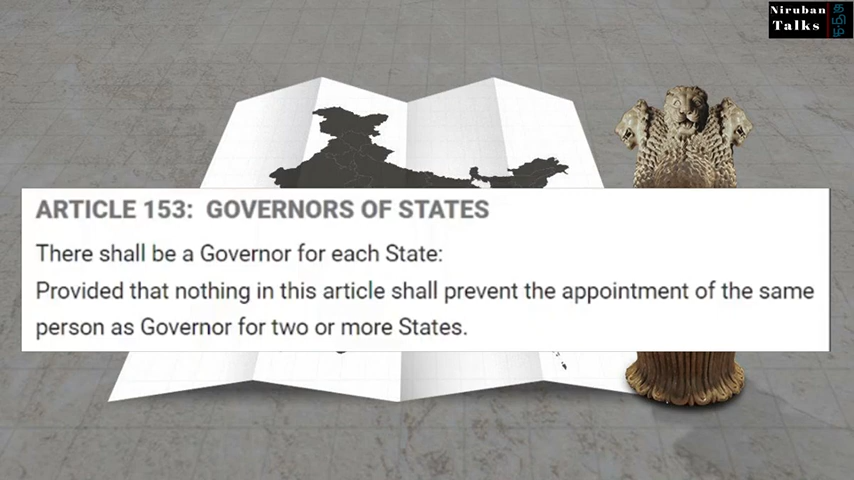 Niruban
Talks
தமிழ்
ARTICLE 153: GOVERNORS OF STATES
There shall be a Governor for each State:
Provided that nothing in this article shall prevent the appointment of the same
person as Governor for two or more States.